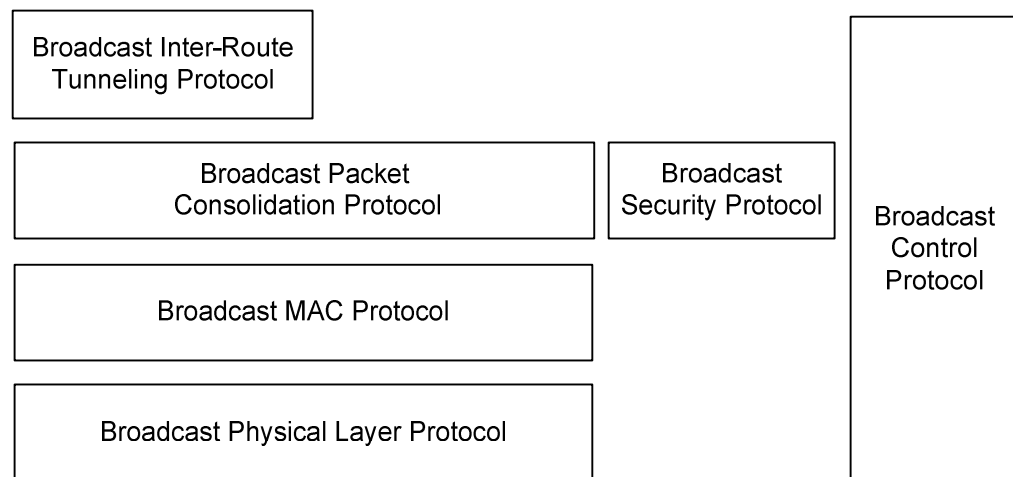 Broadcast Inter-Route
Tunneling Protocol
Broadcast Packet
Consolidation Protocol
Broadcast
Security Protocol
Broadcast
Control
Protocol
Broadcast MAC Protocol
Broadcast Physical Layer Protocol